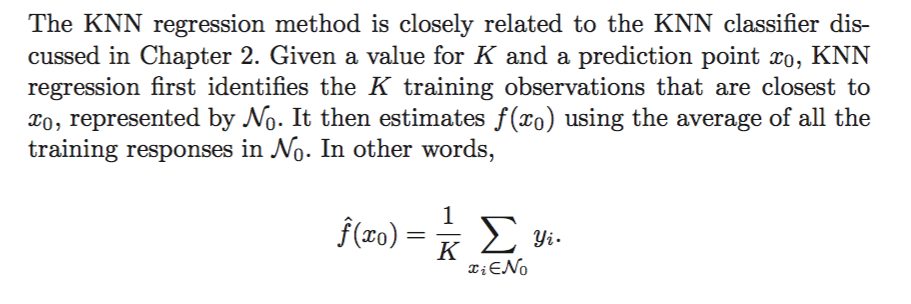 The KNN regression method is closely related to the KNN classifier dis-
cussed in Chapter 2. Given a value for K and a prediction point x₀, KNN
regression first identifies the K training observations that are closest to
x₀, represented by 𝒩₀. It then estimates f(x₀) using the average of all the
training responses in 𝒩₀. In other words,
f̂(x₀) = 1/K ∑_{xᵢ∈𝒩₀} yᵢ.